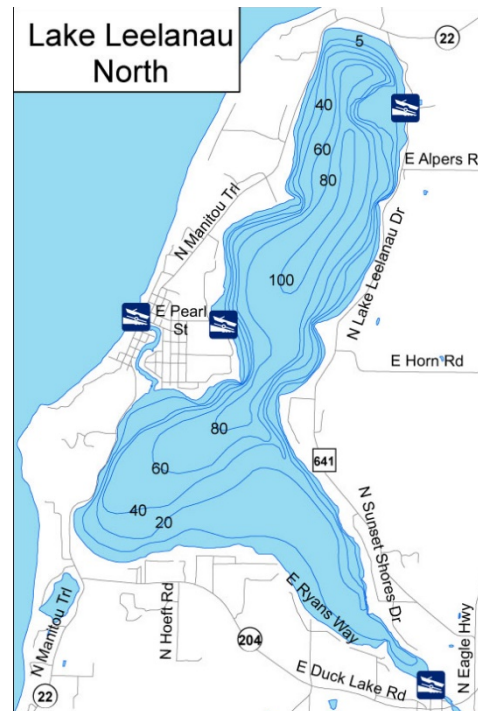 Lake Leelanau
North
5
22
40
E Alpers R
60
80
N Manitou Trl
N Lake Leelanau Dr
100
E Pearl
St
E Horn Rd
80
641
60
40
20
N Sunset Shores Dr
E Ryans Way
N Hoeft Rd
N Manitou Trl
204
N Eagle Hwy
E Duck Lake Rd
22